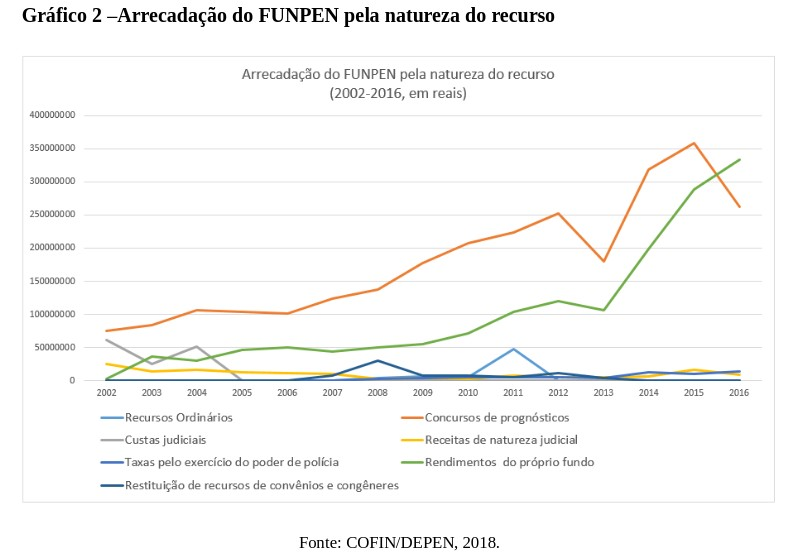 Gráfico 2 –Arrecadação do FUNPEN pela natureza do recurso
Arrecadação do FUNPEN pela natureza do recurso
(2002-2016, em reais)
400000000
350000000
300000000
250000000
200000000
150000000
100000000
50000000
0
2002 2003 2004 2005 2006 2007 2008 2009 2010 2011 2012 2013 2014 2015 2016
Recursos Ordinários Concursos de prognósticos
Custas judiciais Receitas de natureza judicial
Taxas pelo exercício do poder de polícia Rendimentos do próprio fundo
Restituição de recursos de convênios e congêneres
Fonte: COFIN/DEPEN, 2018.